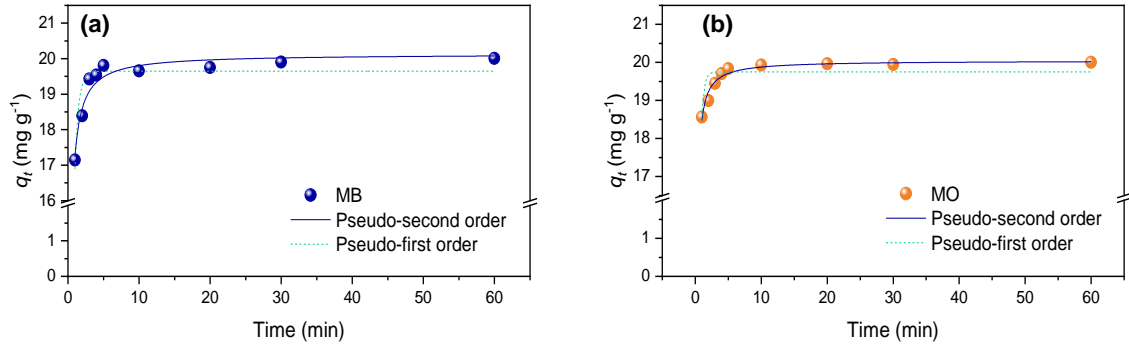 (a)
q_t (mg g⁻¹)
21
20
19
18
17
16
1
0
MB
Pseudo-second order
Pseudo-first order
0 10 20 30 40 50 60
Time (min)
(b)
q_t (mg g⁻¹)
21
20
19
18
17
1
0
MO
Pseudo-second order
Pseudo-first order
0 10 20 30 40 50 60
Time (min)